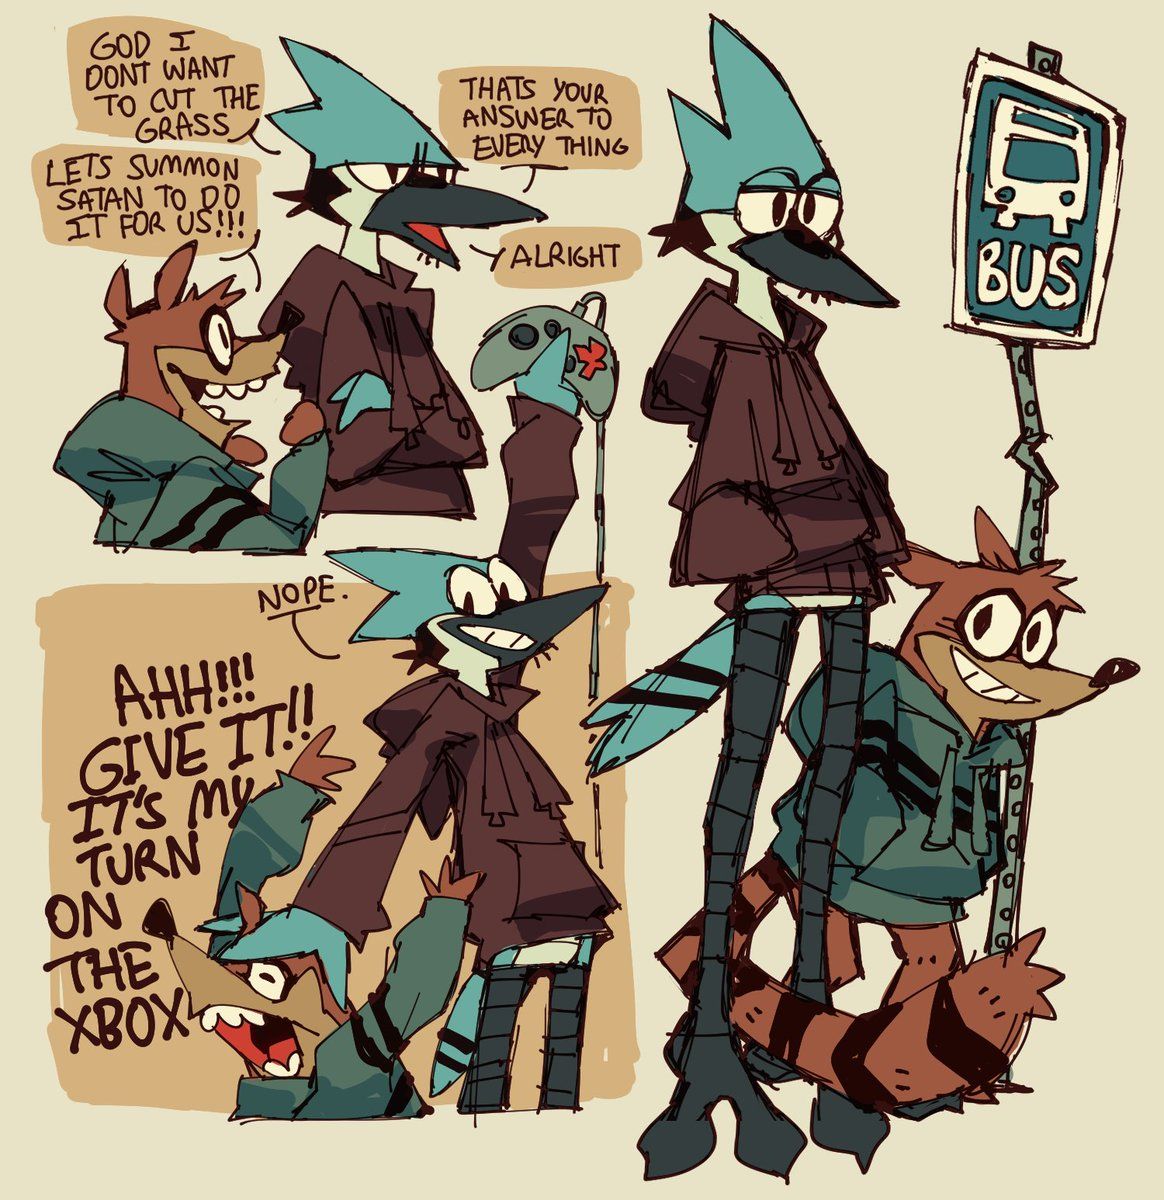 GOD I
DONT WANT
TO CUT THE
GRASS
LETS SUMMON
SATAN TO DO
IT FOR US!!!
THATS YOUR
ANSWER TO
EVERY THING
ALRIGHT
BUS
NOPE.
AHH!!!
GIVE IT!!
IT'S MY
TURN
ON
THE
XBOX